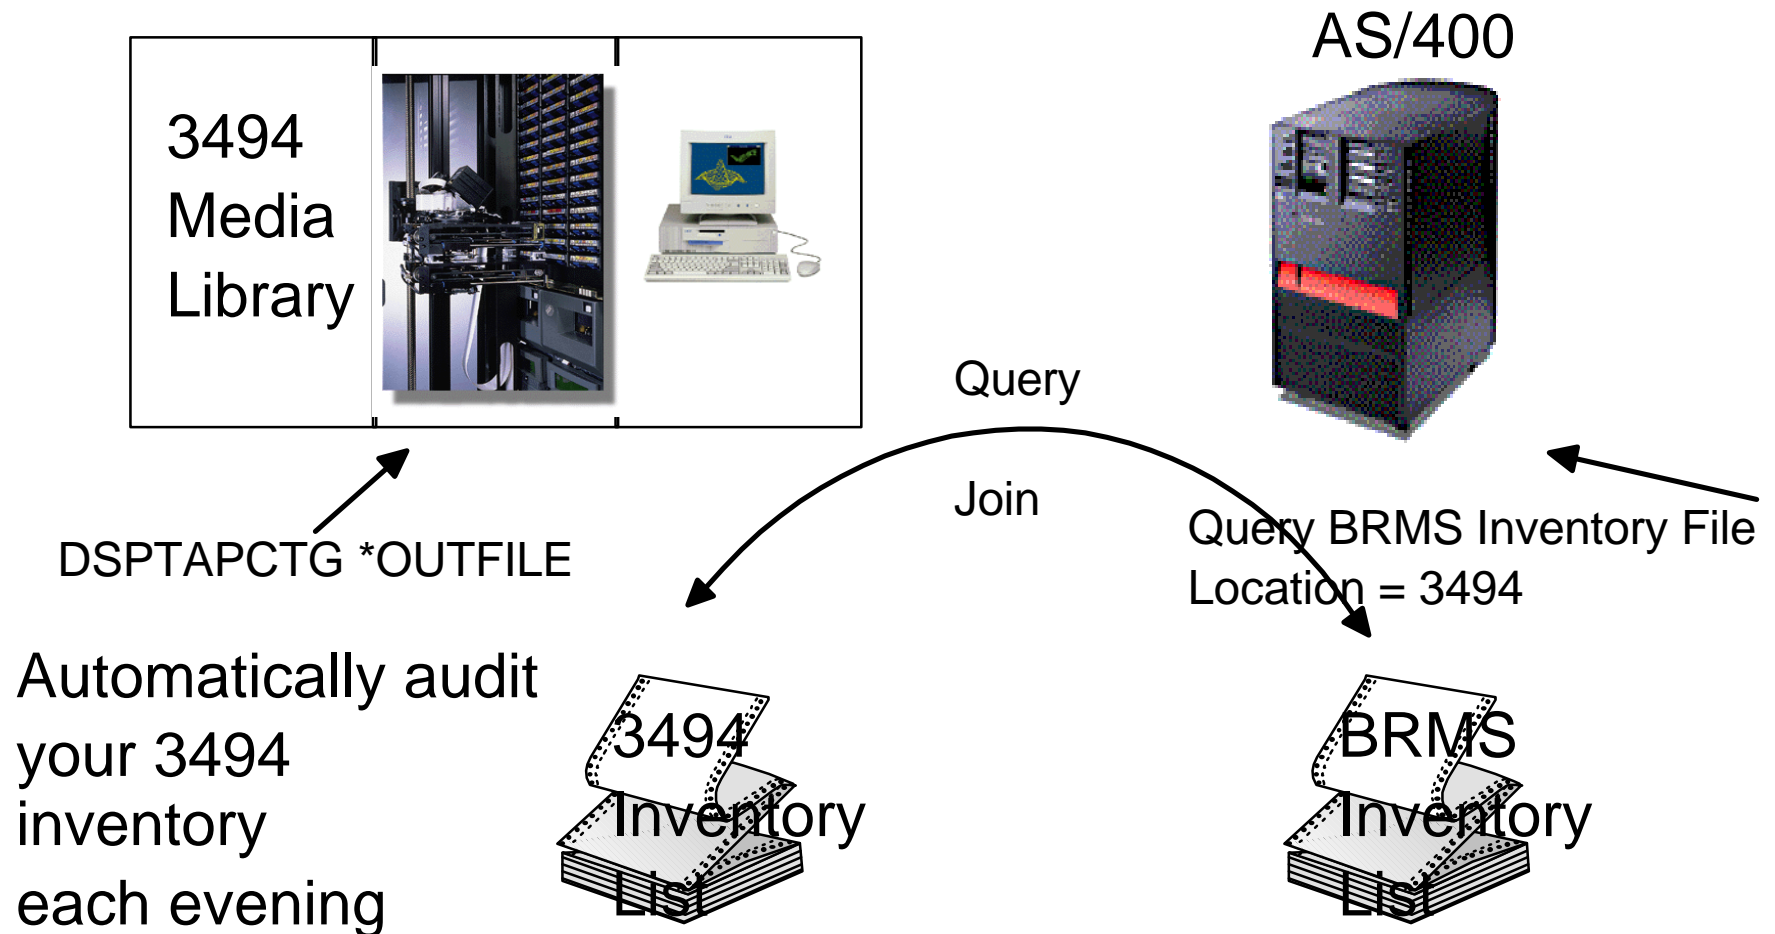 AS/400
3494
Media
Library
Query
Join
DSPTAPCTG *OUTFILE
Query BRMS Inventory File
Location = 3494
Automatically audit
your 3494
inventory
each evening
3494
Inventory
List
BRMS
Inventory
List